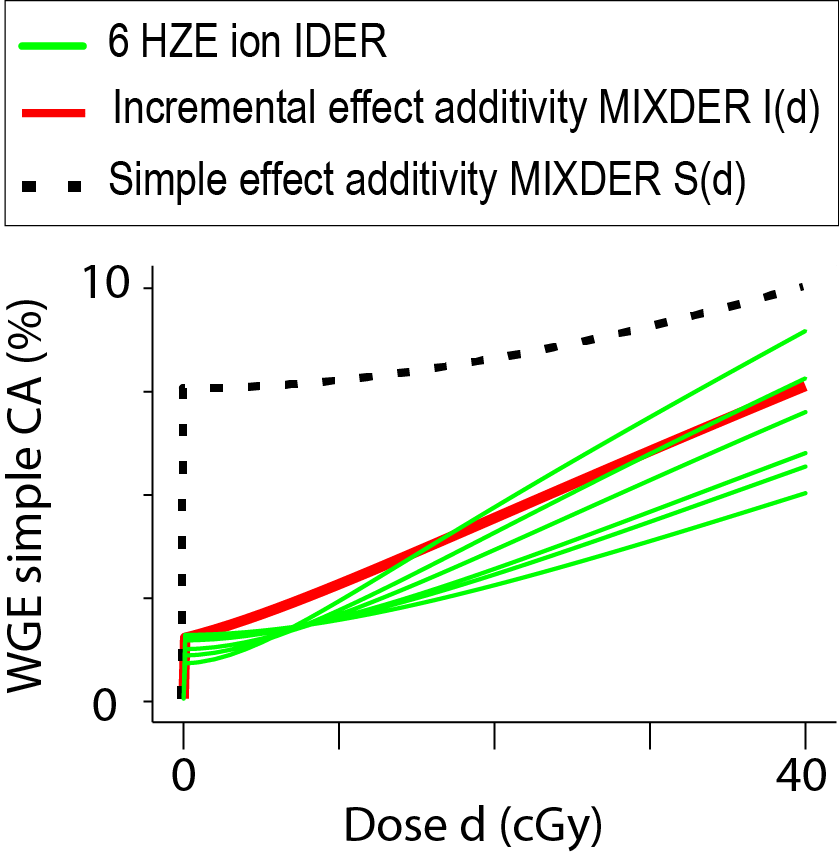 6 HZE ion IDER
Incremental effect additivity MIXDER I(d)
Simple effect additivity MIXDER S(d)
10
WGE simple CA (%)
0
0
40
Dose d (cGy)